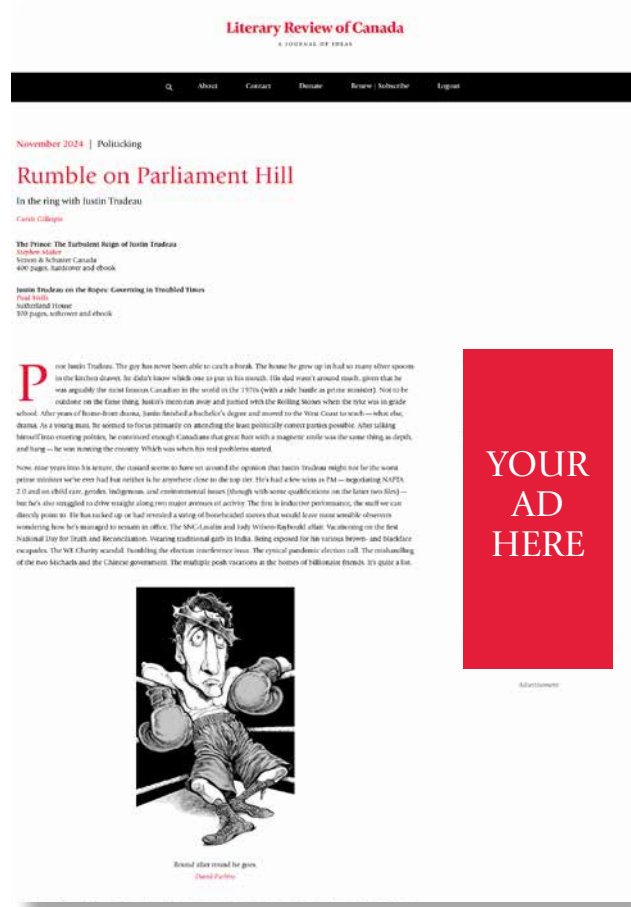 Literary Review of Canada
A JOURNAL OF IDEAS
About Contact Donate Renew | Subscribe Logout
November 2024 | Politicking
Rumble on Parliament Hill
In the ring with Justin Trudeau
Curtis Gillespie
The Prince: The Turbulent Reign of Justin Trudeau
Stephen Maher
& Schuster Canada
400 pages, hardcover and ebook
Justin Trudeau on the Ropes: Governing in Troubled Times
Paul Wells
Sutherland House
100 pages, softcover and ebook
Poor Justin Trudeau. The guy has never been able to catch a break. The house he grew up in had so many silver spoons
in the kitchen drawer, he didn't know which one to put in his mouth. His dad wasn't around much, given that he
was arguably the most famous Canadian in the world in the 1970s (with a side hustle as prime minister). Not to be
outdone on the fame thing, Justin's mom ran away and partied with the Rolling Stones when the tyke was in grade
school. After years of home-front drama, Justin finished a bachelor's degree and moved to the West Coast to teach — what else,
drama. As a young man, he seemed to focus primarily on attending the least politically correct parties possible. After talking
himself into entering politics, he convinced enough Canadians that great hair with a magnetic smile was the same thing as depth,
and bang — he was running the country. Which was when his real problems started.
Now, nine years into his tenure, the custard seems to have set around the opinion that Justin Trudeau might not be the worst
prime minister we've ever had but neither is he anywhere close to the top tier. He's had a few wins as PM — negotiating NAFTA
2.0 and on child care, gender, Indigenous, and environmental issues (though with some qualifications on the latter two files) —
but he's also struggled to drive straight along two major avenues of activity. The first is inductive performance, the stuff we can
directly point to. He has racked up or had revealed a string of boneheaded moves that would leave most sensible observers
wondering how he's managed to remain in office. The SNC-Lavalin and Jody Wilson-Raybould affair. Vacationing on the first
National Day for Truth and Reconciliation. Wearing traditional garb in India. Being exposed for his various brown- and blackface
escapades. The WE Charity scandal. Fumbling the election interference issue. The cynical pandemic election call. The mishandling
of the two Michaels and the Chinese government. The multiple posh vacations at the homes of billionaire friends. It's quite a list.
YOUR
AD
HERE
Advertisement
Round after round he goes.
David Parkins